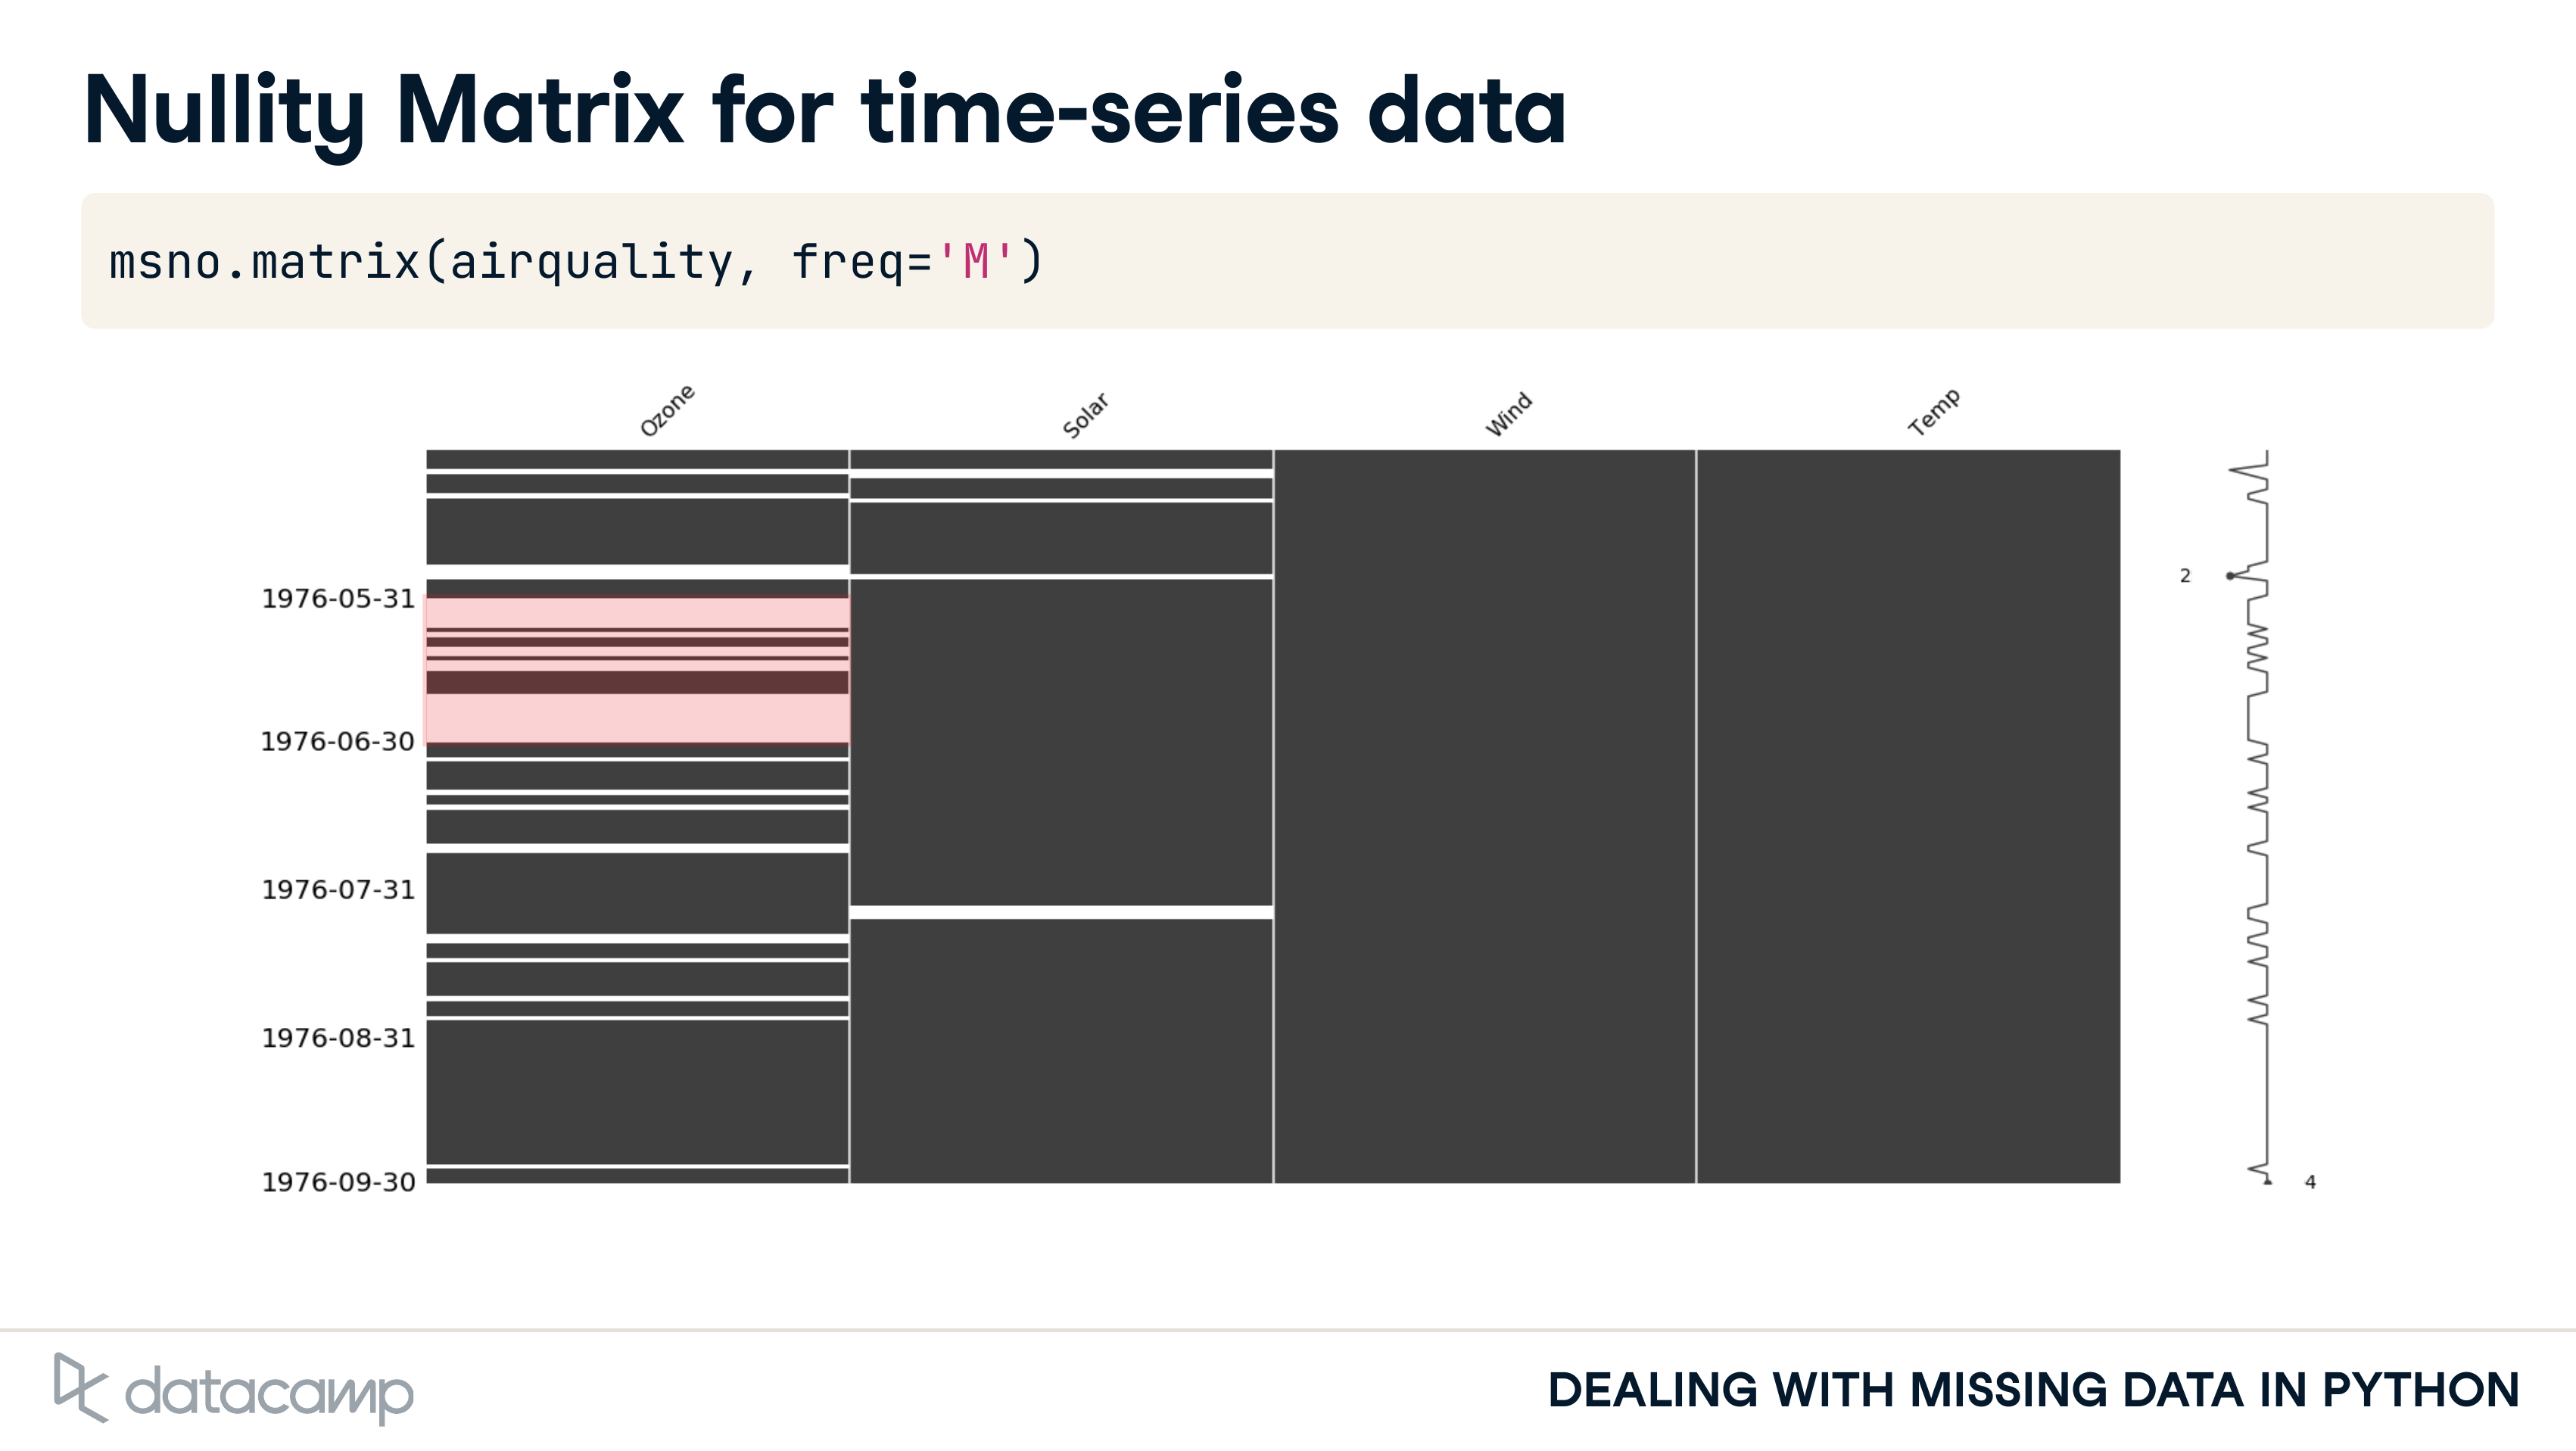 Nullity Matrix for time-series data
msno.matrix(airquality, freq='M')
Ozone
Solar
Wind
Temp
2
1976-05-31
1976-06-30
1976-07-31
1976-08-31
1976-09-30
4
datacamp
DEALING WITH MISSING DATA IN PYTHON